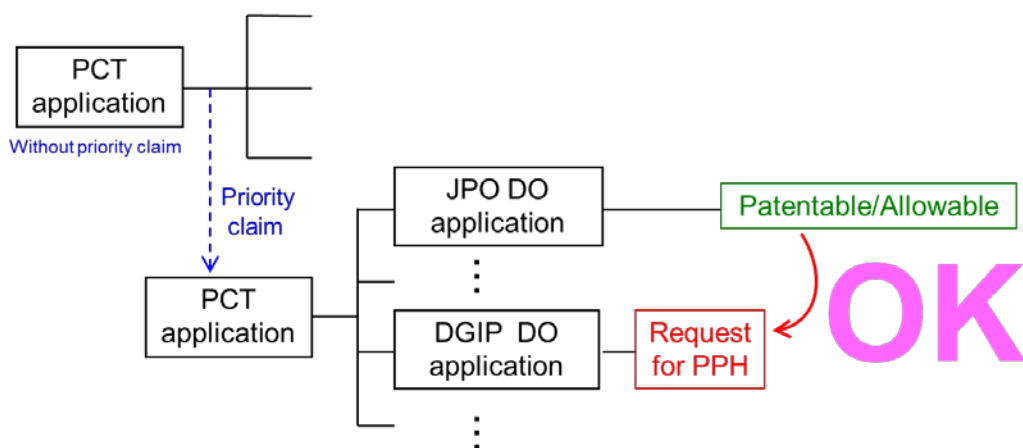 PCT
application
Without priority claim
Priority
claim
JPO DO
application
Patentable/Allowable
OK
PCT
application
DGIP DO
application
Request
for PPH